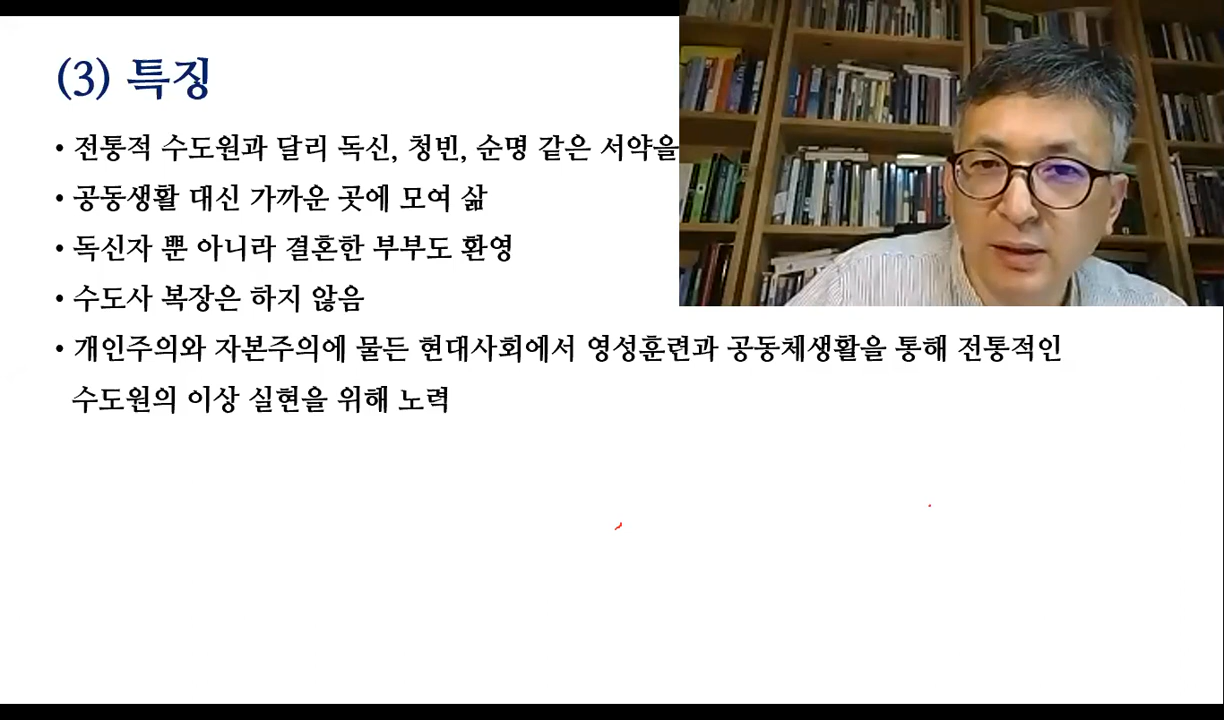 (3) 특징
• 전통적 수도원과 달리 독신, 청빈, 순명 같은 서약을
• 공동생활 대신 가까운 곳에 모여 삶
• 독신자 뿐 아니라 결혼한 부부도 환영
• 수도사 복장은 하지 않음
• 개인주의와 자본주의에 물든 현대사회에서 영성훈련과 공동체생활을 통해 전통적인
수도원의 이상 실현을 위해 노력